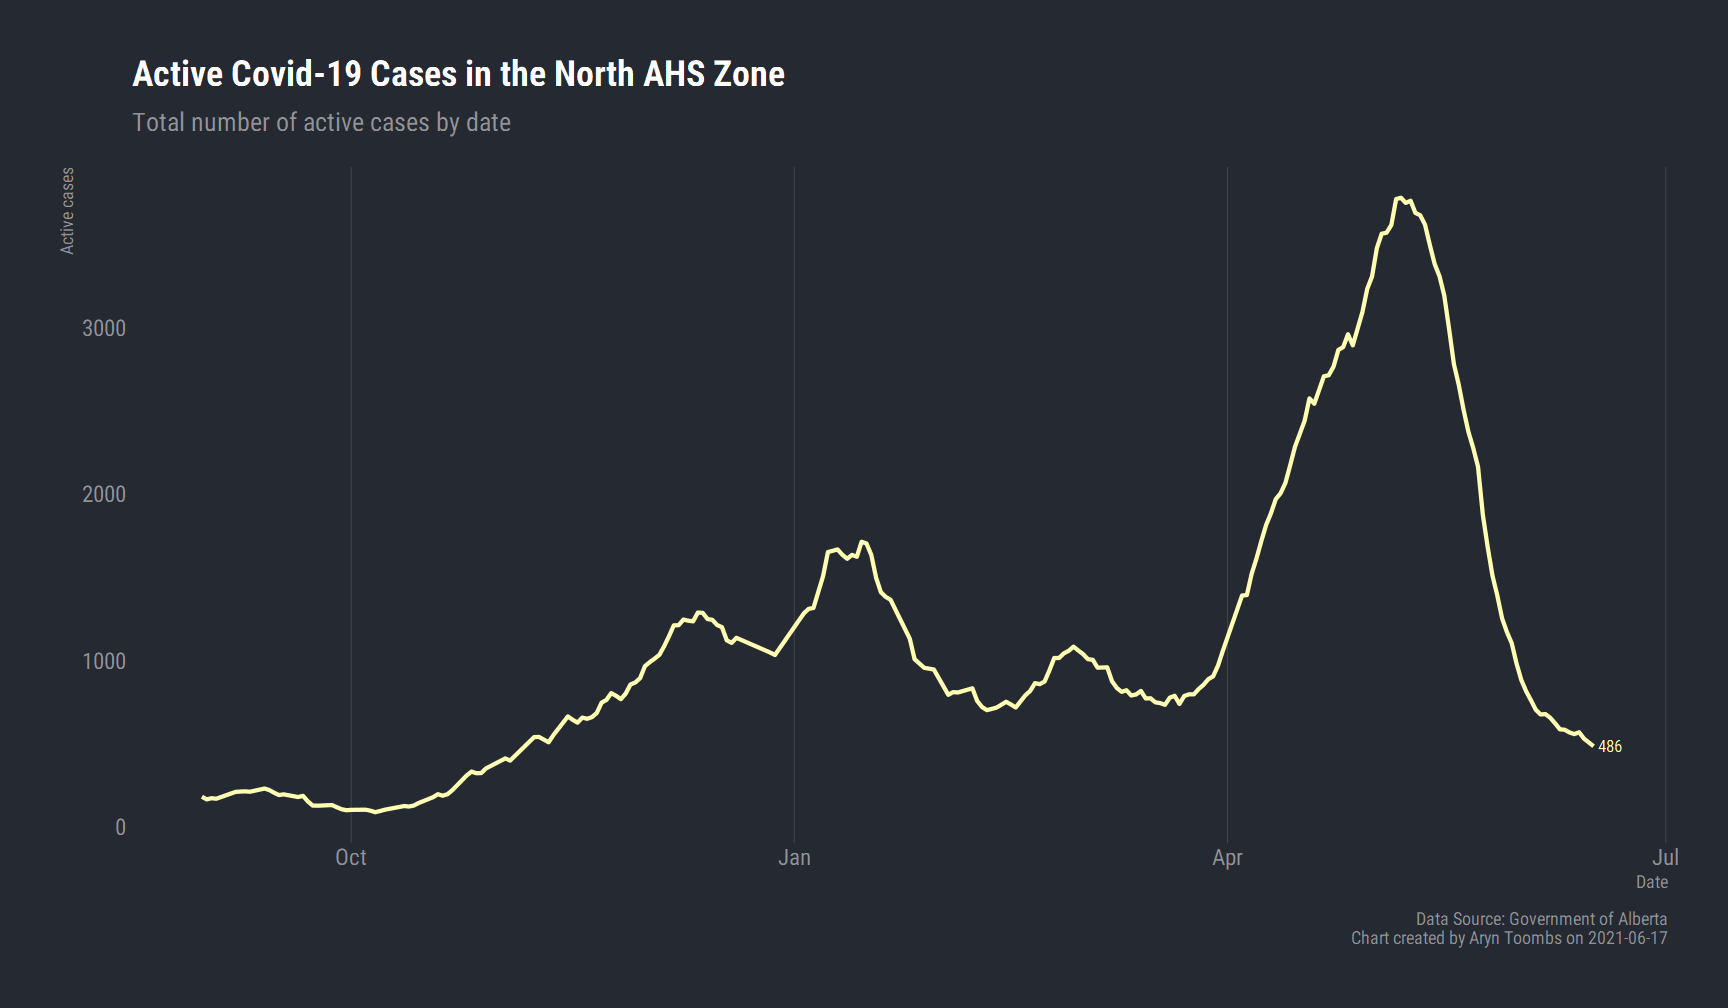 Active Covid-19 Cases in the North AHS Zone
Total number of active cases by date
Active cases
3000
2000
1000
0
486
Oct
Jan
Apr
Jul
Date
Data Source: Government of Alberta
Chart created by Aryn Toombs on 2021-06-17